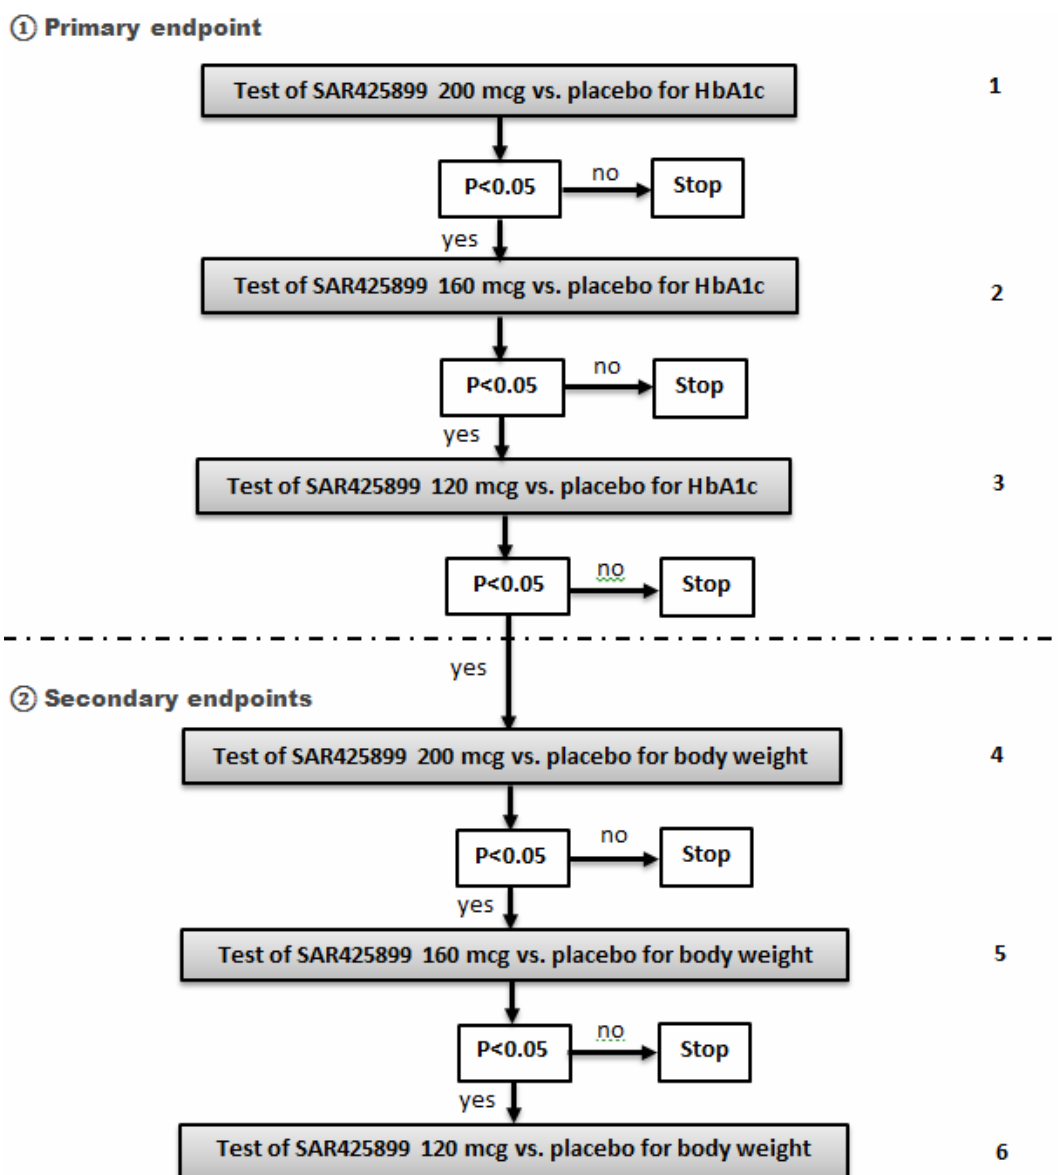 ① Primary endpoint
Test of SAR425899 200 mcg vs. placebo for HbA1c 1
P<0.05 no Stop
yes
Test of SAR425899 160 mcg vs. placebo for HbA1c 2
P<0.05 no Stop
yes
Test of SAR425899 120 mcg vs. placebo for HbA1c 3
P<0.05 no Stop
yes
② Secondary endpoints
Test of SAR425899 200 mcg vs. placebo for body weight 4
P<0.05 no Stop
yes
Test of SAR425899 160 mcg vs. placebo for body weight 5
P<0.05 no Stop
yes
Test of SAR425899 120 mcg vs. placebo for body weight 6